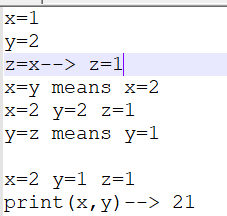 x=1
y=2
z=x--> z=1
x=y means x=2
x=2 y=2 z=1
y=z means y=1

x=2 y=1 z=1
print(x,y)--> 21